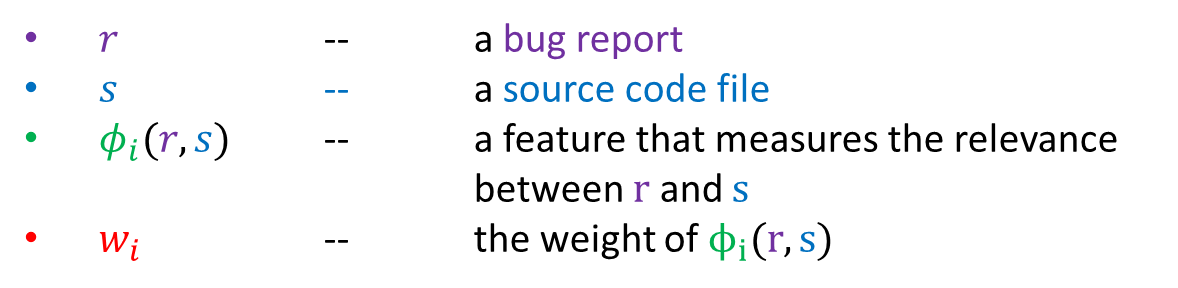 • r -- a bug report
• s -- a source code file
• ϕᵢ(r, s) -- a feature that measures the relevance
between r and s
• wᵢ -- the weight of ϕᵢ(r, s)